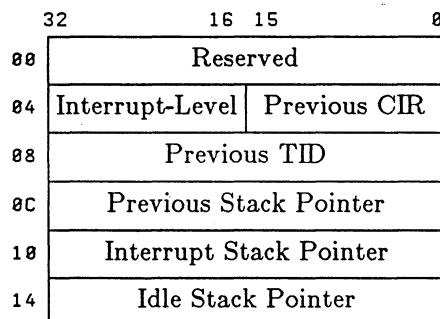 32 16 15 0
00 Reserved
04 Interrupt-Level Previous CIR
08 Previous TID
0C Previous Stack Pointer
10 Interrupt Stack Pointer
14 Idle Stack Pointer